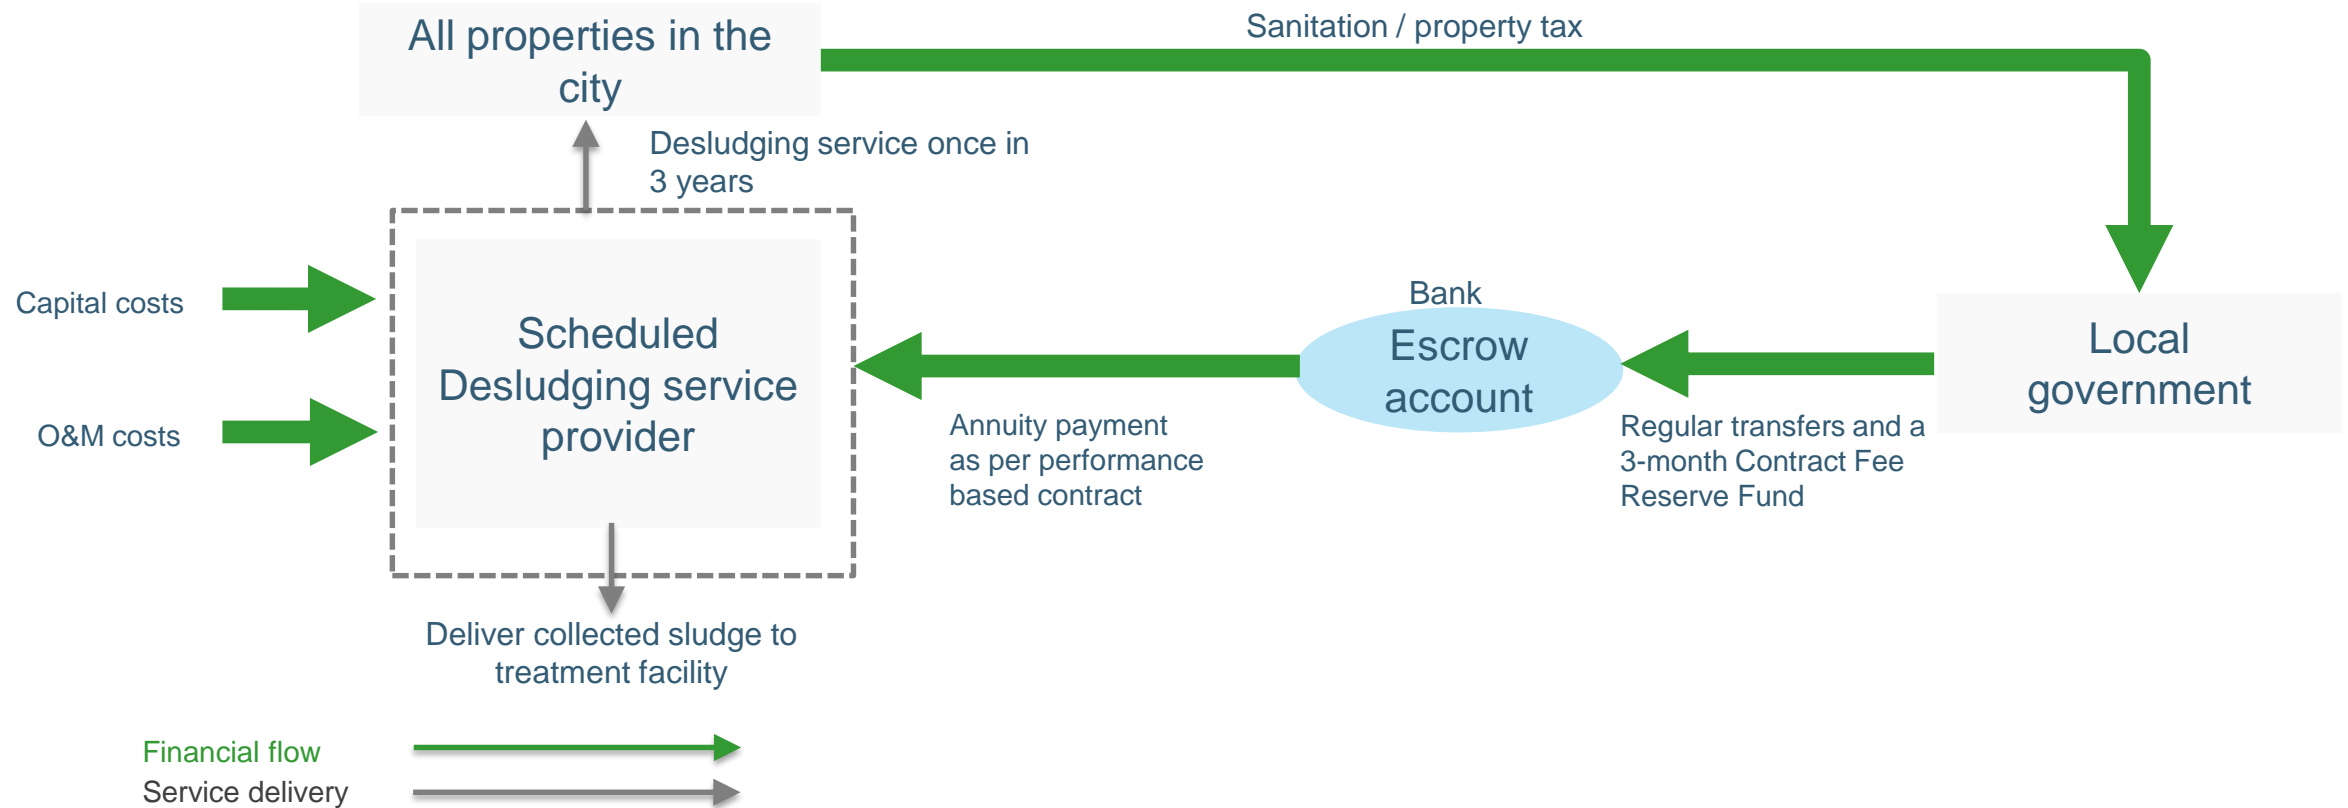 All properties in the
city
Sanitation / property tax
Desludging service once in
3 years
Capital costs
O&M costs
Scheduled
Desludging service
provider
Bank
Escrow
account
Local
government
Annuity payment
as per performance
based contract
Regular transfers and a
3-month Contract Fee
Reserve Fund
Deliver collected sludge to
treatment facility
Financial flow
Service delivery